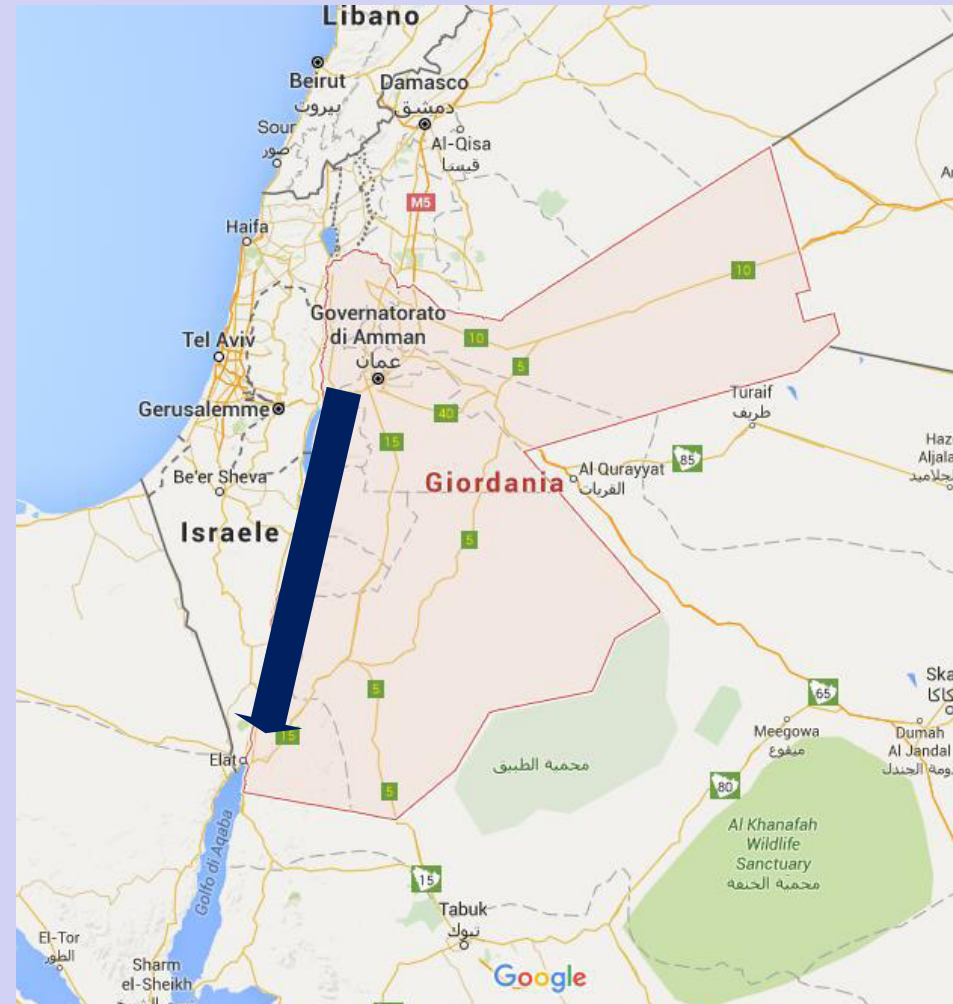 Libano
Beirut
بيروت
Damasco
دمشق
Sour
صور
Al-Qisa
قيسا
M5
Haifa
10
Governatorato
di Amman
عمان
10
5
Tel Aviv
Turaif
طريف
Gerusalemme
40
15
85
Be'er Sheva
Giordania
Al Qurayyat
القريات
Israele
5
5
65
15
Meegowa
ميقوع
Dumah
Al Jandal
دومة الجندل
Elat
محمية الطبيق
80
5
Al Khanafah
Wildlife
Sanctuary
محمية الخنفة
Golfo di Aqaba
15
Tabuk
تبوك
El-Tor
الطور
Sharm
el-Sheikh
Google